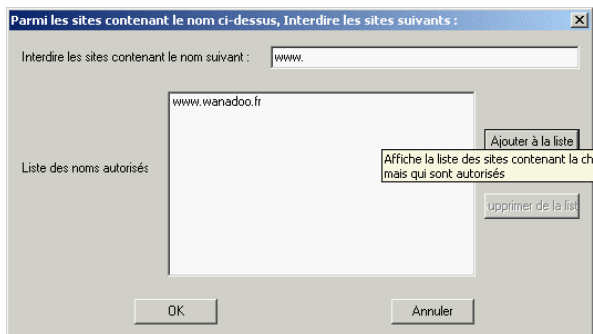 Parmi les sites contenant le nom ci-dessus, Interdire les sites suivants :
Interdire les sites contenant le nom suivant :
www.
www.wanadoo.fr
Ajouter à la liste
Affiche la liste des sites contenant la ch
mais qui sont autorisés
Liste des noms autorisés
upprimer de la list
OK
Annuler